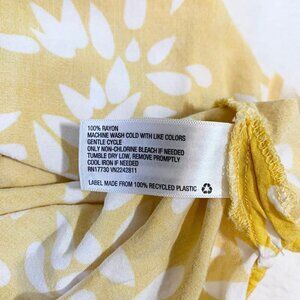 100% RAYON
MACHINE WASH COLD WITH LIKE COLORS
GENTLE CYCLE
ONLY NON-CHLORINE BLEACH IF NEEDED
TUMBLE DRY LOW, REMOVE PROMPTLY
COOL IRON IF NEEDED
RN17730 VN2242811
LABEL MADE FROM 100% RECYCLED PLASTIC